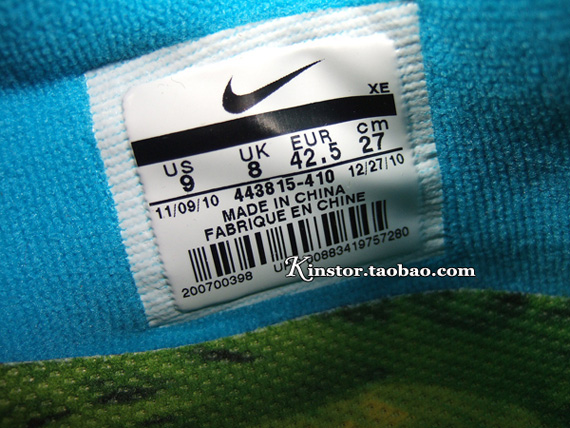 XE
US UK EUR cm
9 8 42.5 27
11/09/10 443815-410 12/27/10
MADE IN CHINA
FABRIQUE EN CHINE
200700398
Kinstor.taobao.com